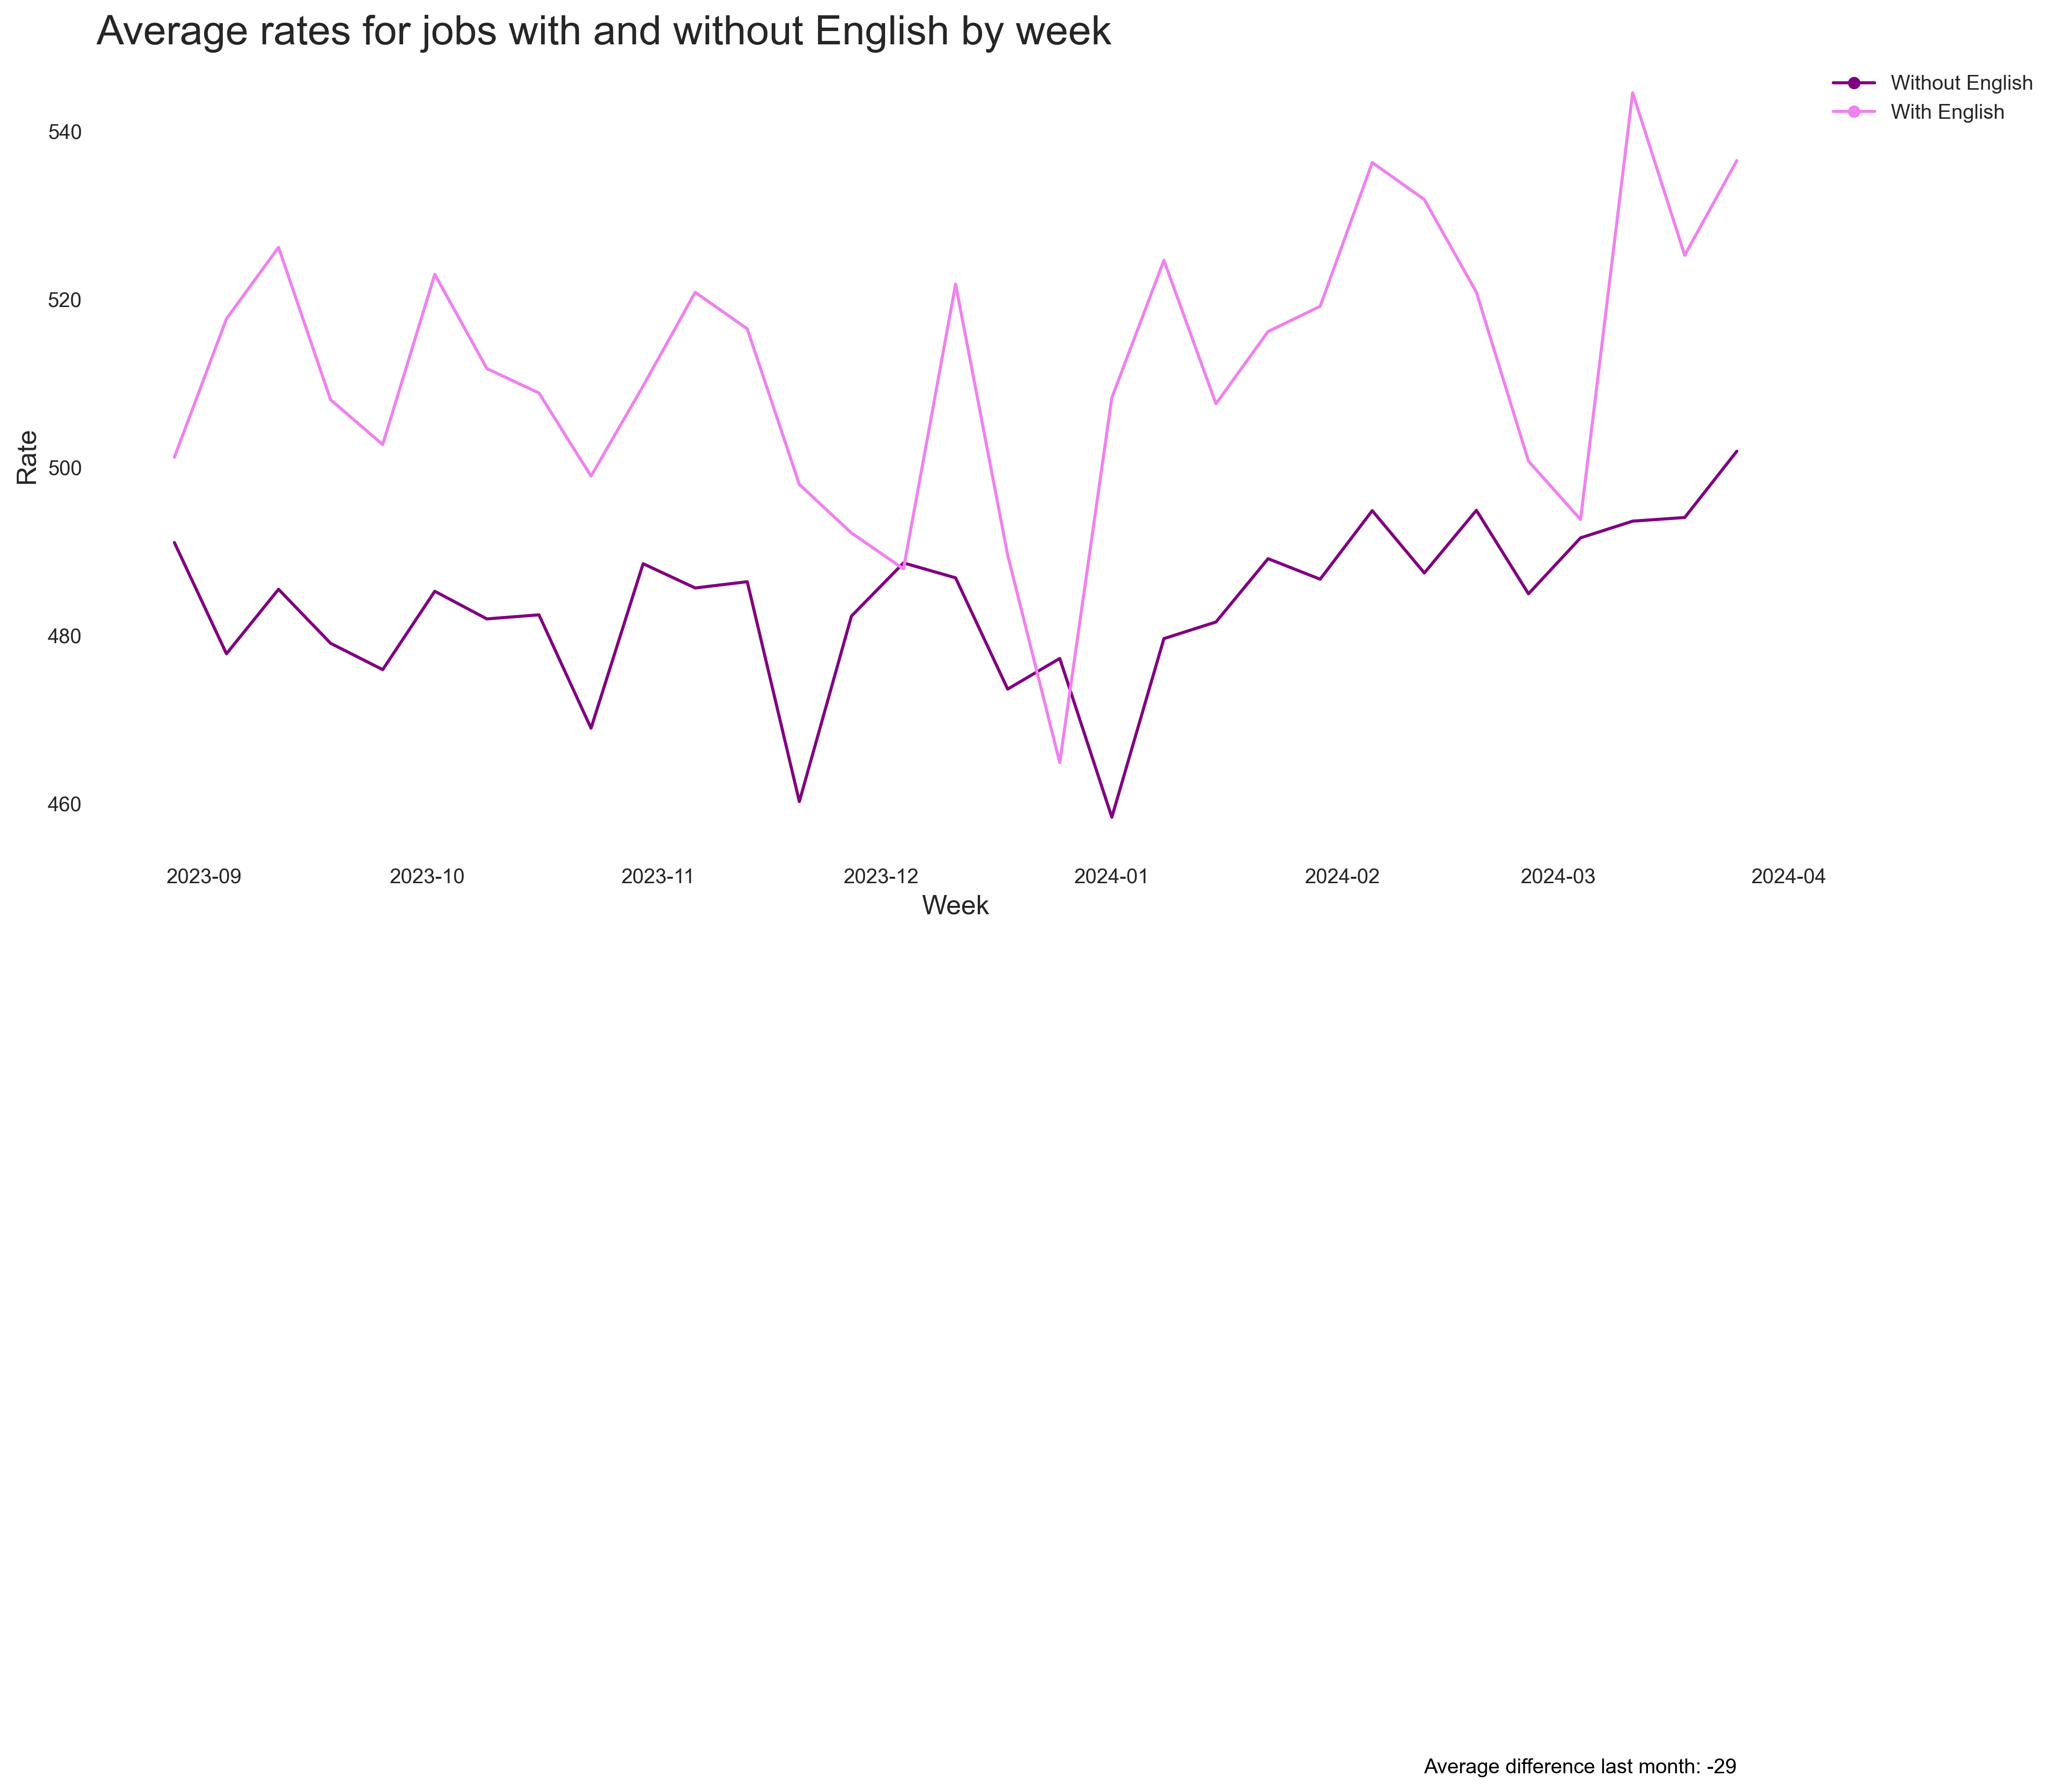 Average rates for jobs with and without English by week
Without English
With English
540
520
500
480
460
Rate
2023-09 2023-10 2023-11 2023-12 2024-01 2024-02 2024-03 2024-04
Week
Average difference last month: -29